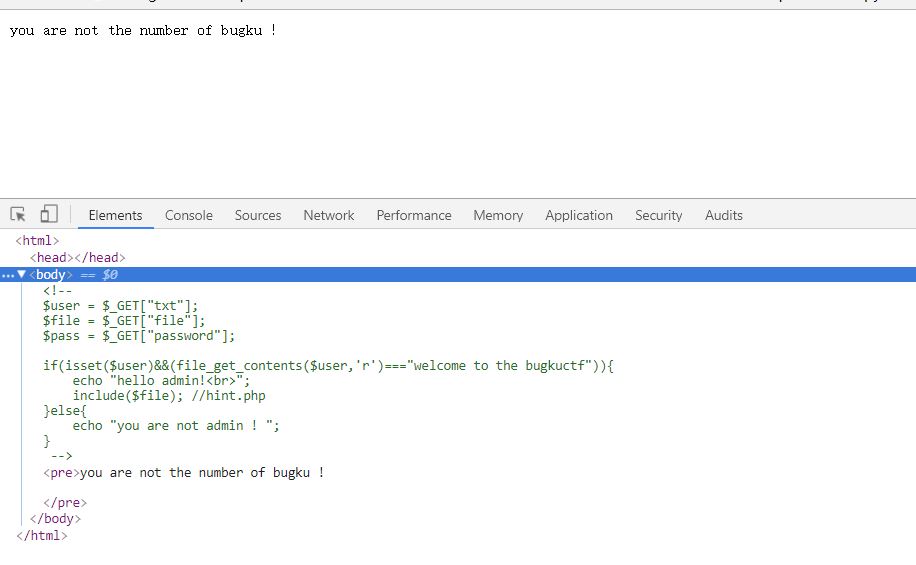 you are not the number of bugku !
Elements Console Sources Network Performance Memory Application Security Audits
<html>
<head></head>
...▼<body> == $0
<!--
$user = $_GET["txt"];
$file = $_GET["file"];
$pass = $_GET["password"];
if(isset($user)&&(file_get_contents($user,'r')==="welcome to the bugkuctf")){
echo "hello admin!<br>";
include($file); //hint.php
}else{
echo "you are not admin ! ";
}
-->
<pre>you are not the number of bugku !
</pre>
</body>
</html>